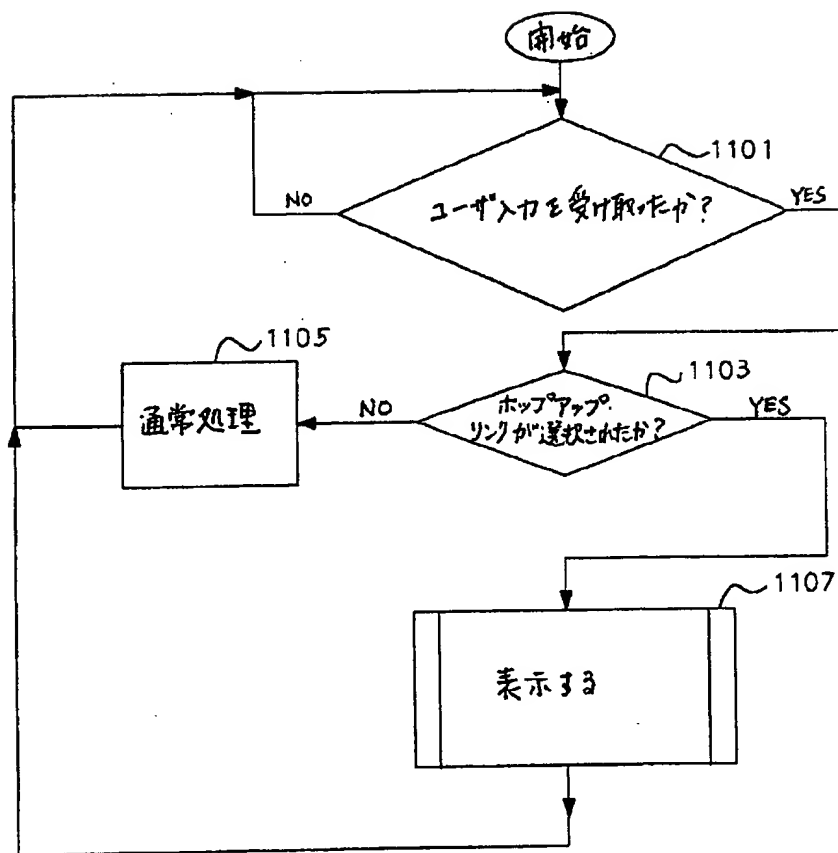 開始
1101
NO
ユーザ入力を受け取ったか?
YES
1105
通常処理
NO
1103
ポップアップ・
リンクが選択されたか?
YES
1107
表示する